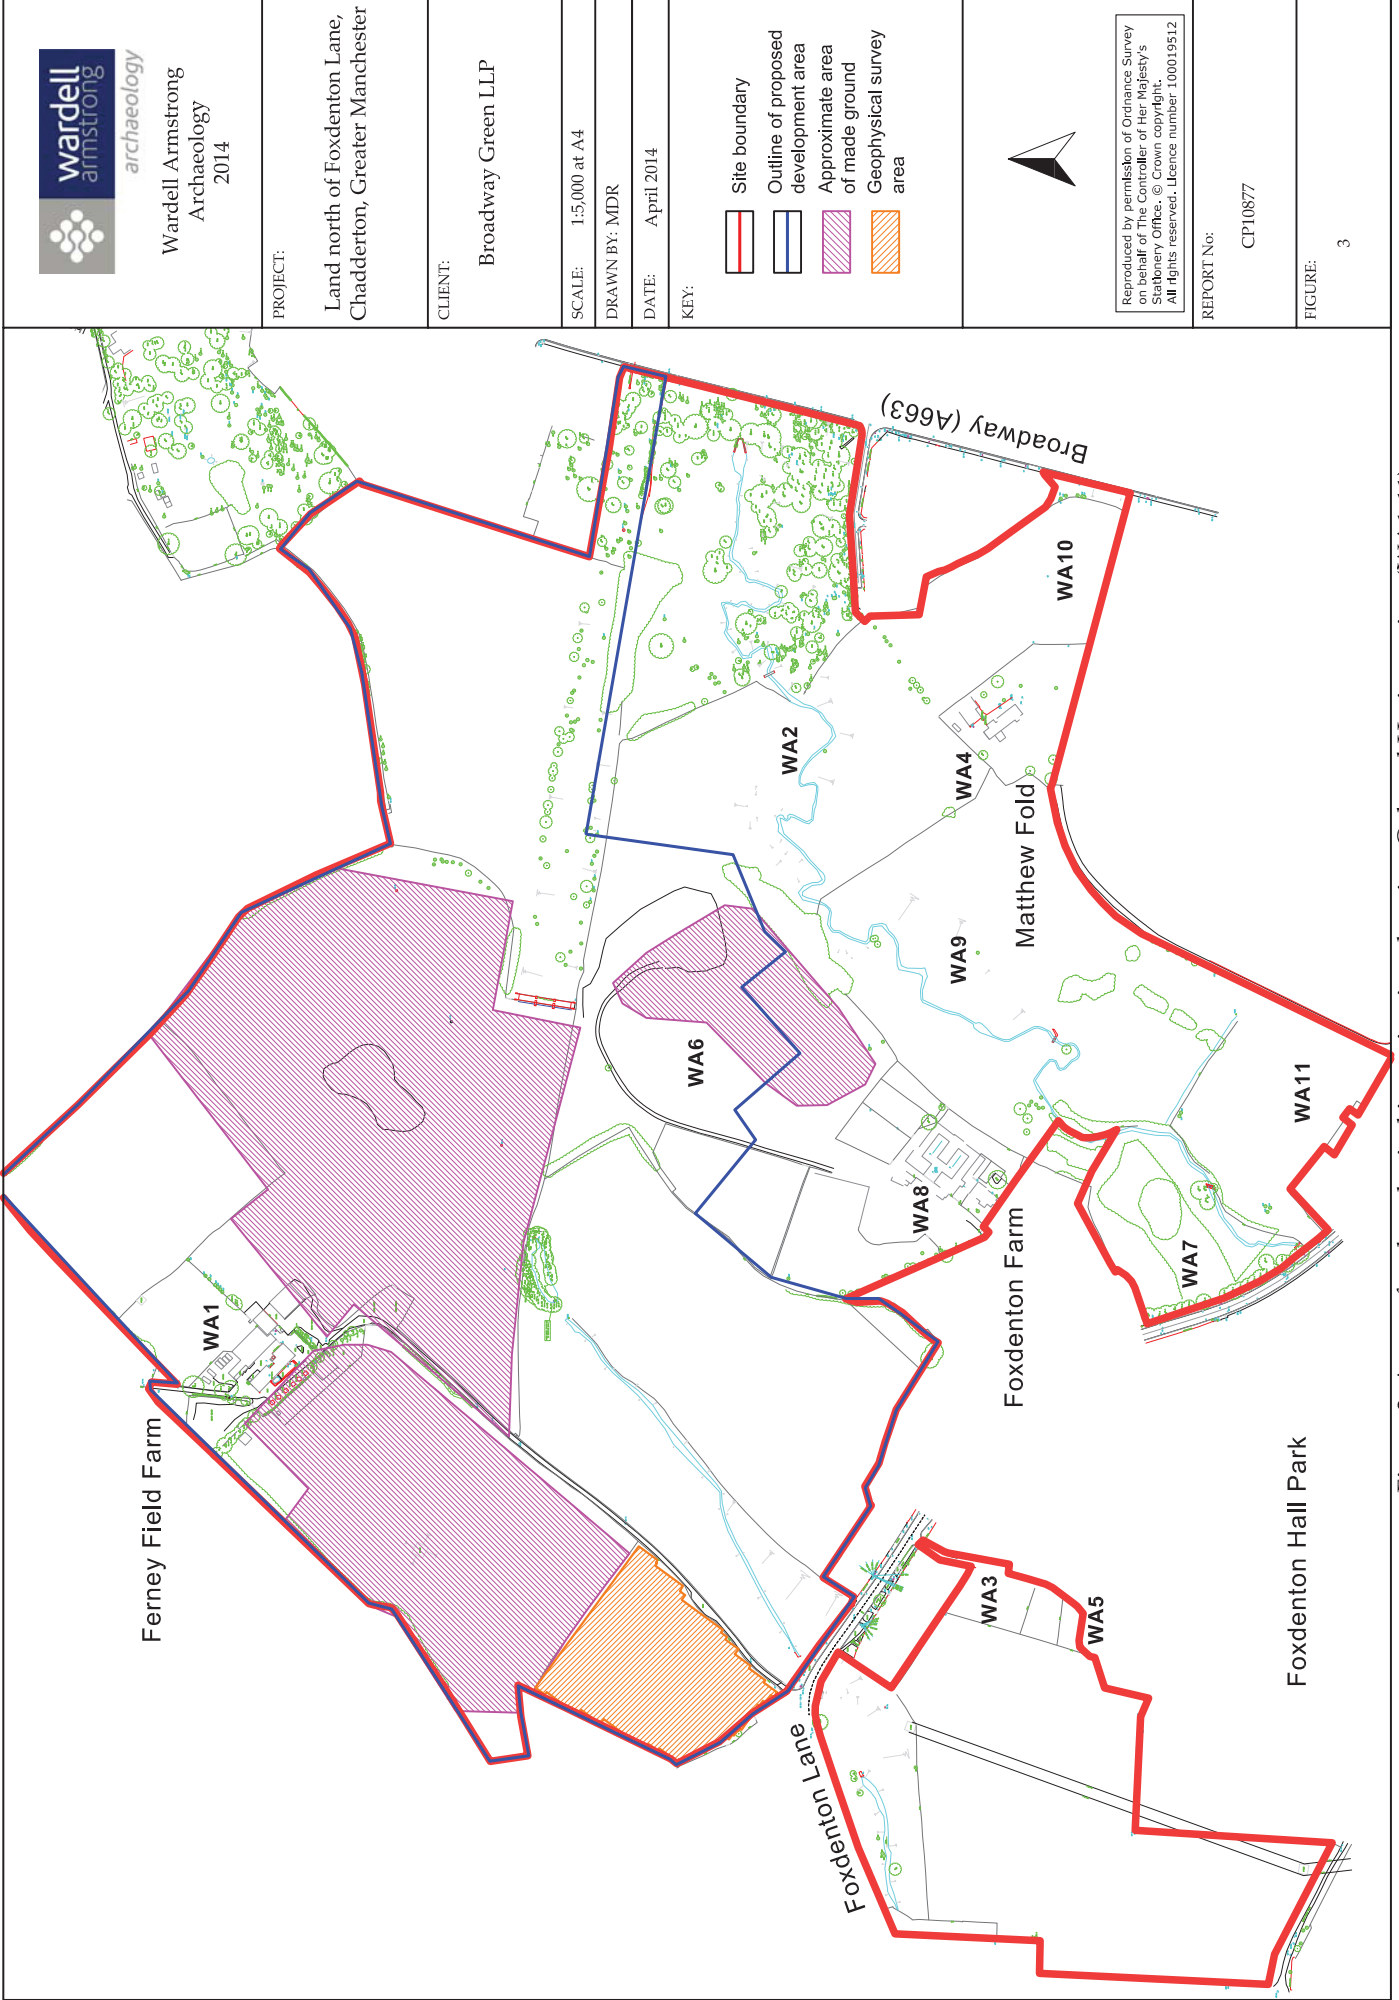 wardell
armstrong
archaeology
Wardell Armstrong
Archaeology
2014
PROJECT:
Land north of Foxdenton Lane,
Chadderton, Greater Manchester
CLIENT:
Broadway Green LLP
SCALE: 1:5,000 at A4
DRAWN BY: MDR
DATE: April 2014
KEY:
Site boundary
Outline of proposed
development area
Approximate area
of made ground
Geophysical survey
area
Reproduced by permission of Ordnance Survey
on behalf of The Controller of Her Majesty's
Stationery Office. © Crown copyright.
All rights reserved. Licence number 100019512
REPORT No:
CP10877
FIGURE:
3
Ferney Field Farm
WA1
WA6
WA2
Broadway (A663)
WA10
WA4
Matthew Fold
WA9
WA8
Foxdenton Farm
WA7
WA11
Foxdenton Lane
WA3
WA5
Foxdenton Hall Park